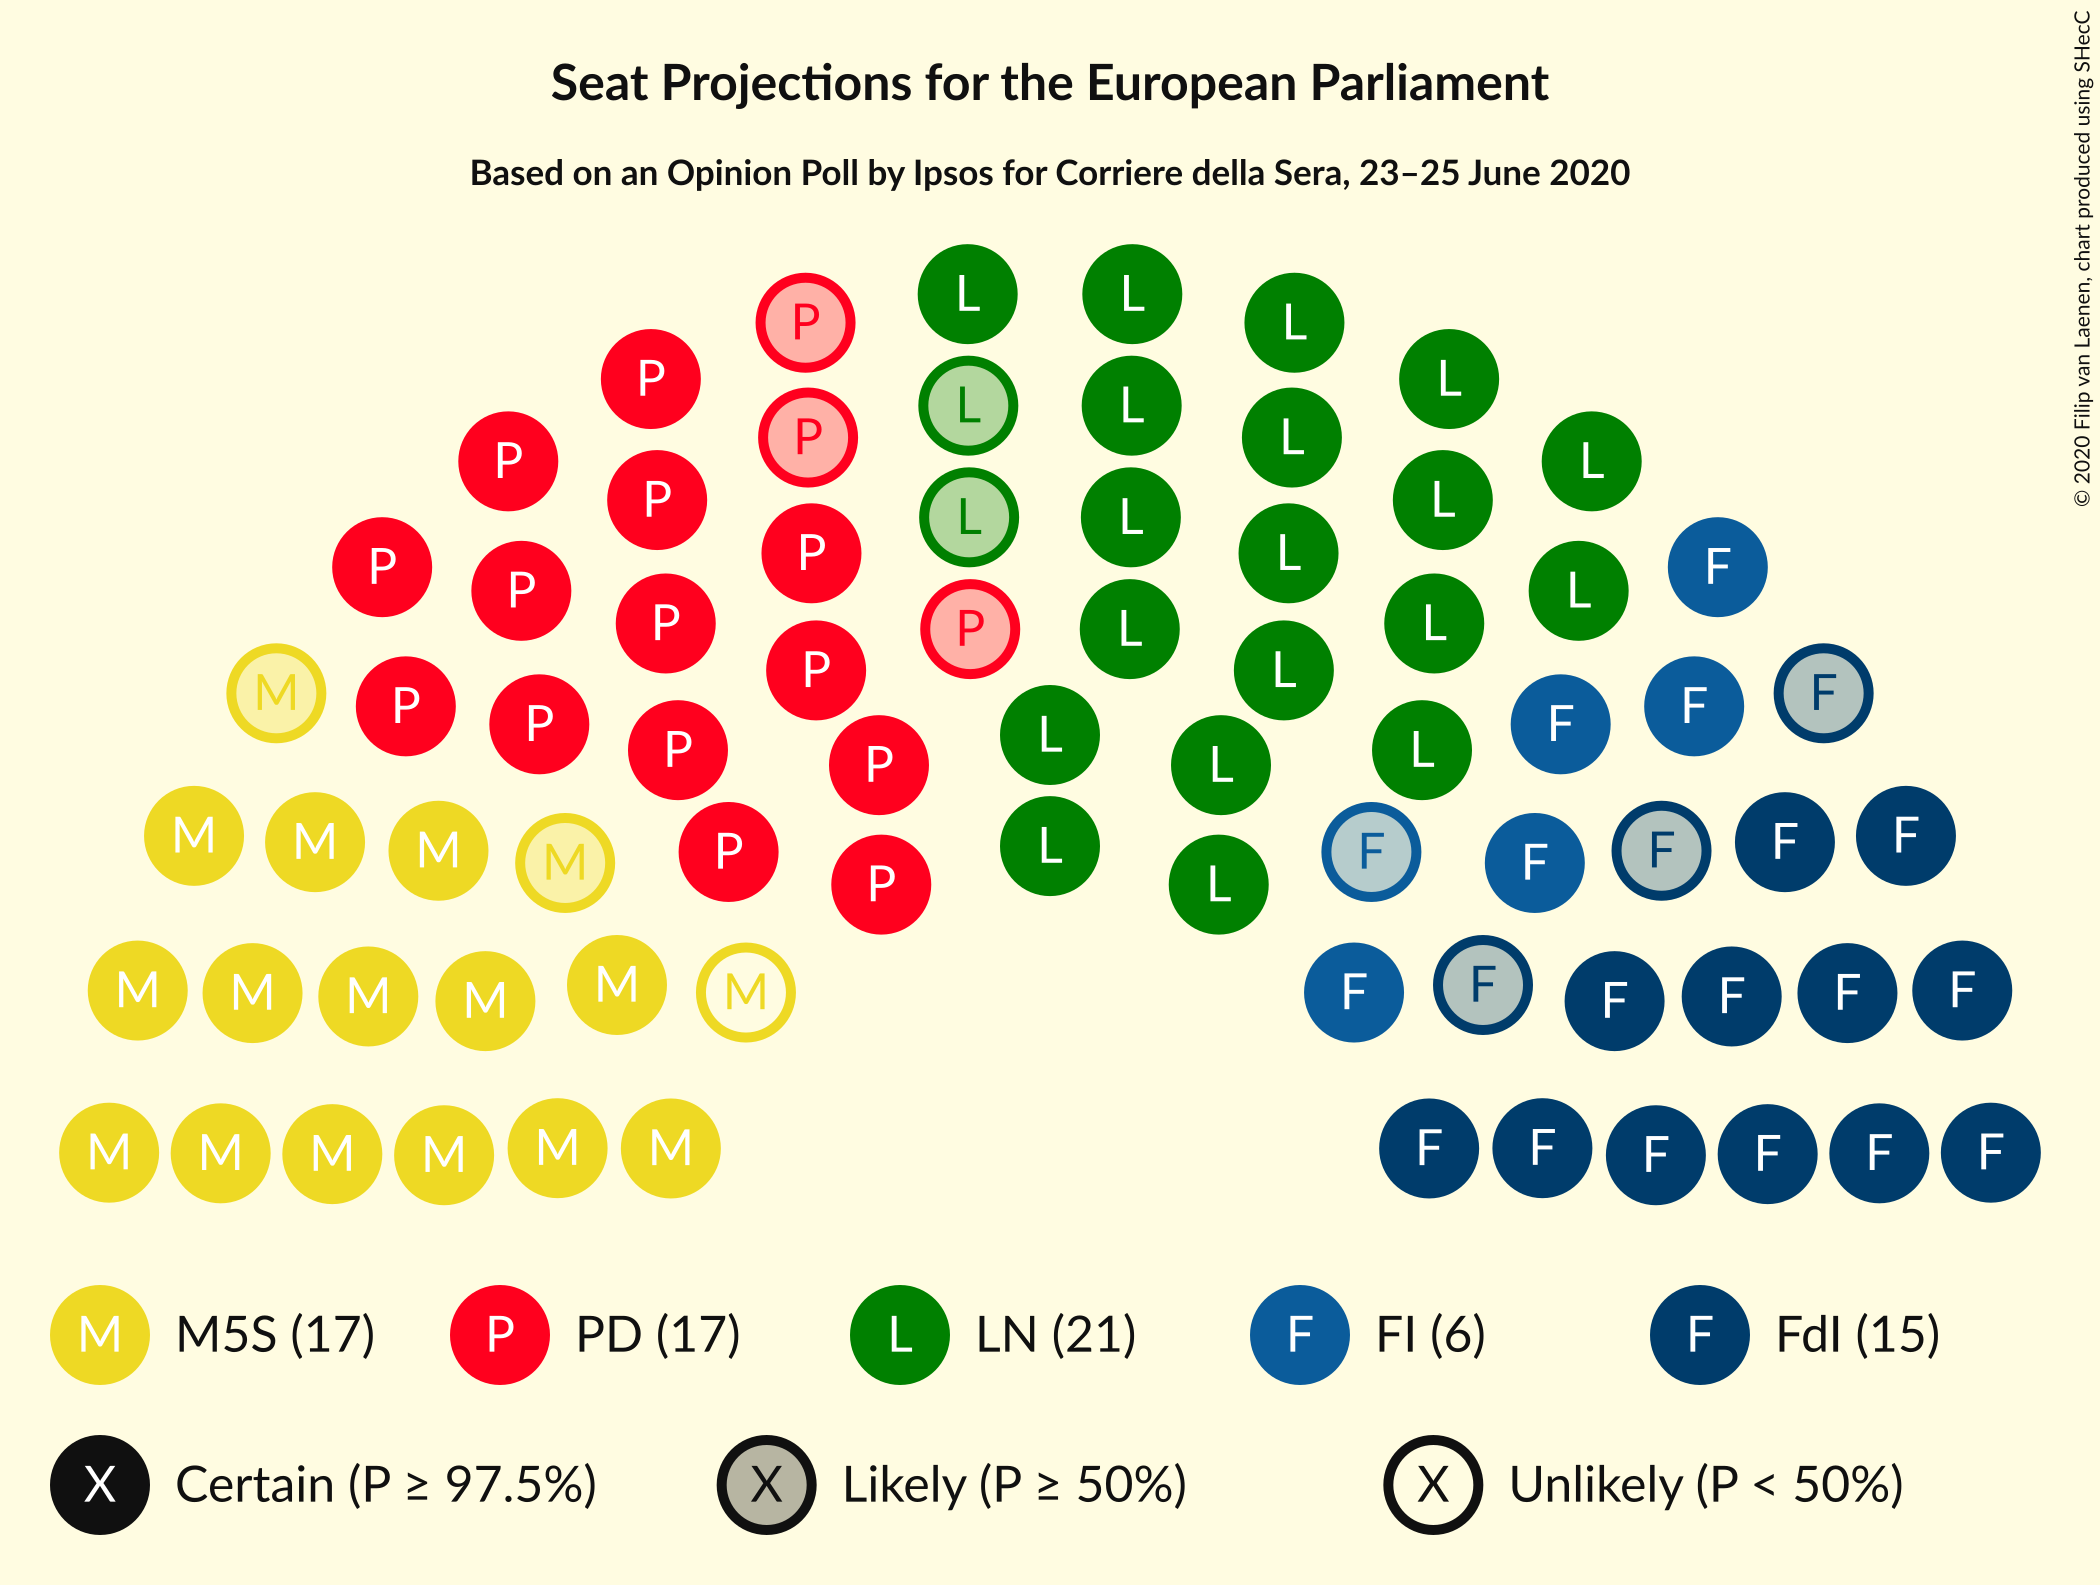 Seat Projections for the European Parliament
Based on an Opinion Poll by Ipsos for Corriere della Sera, 23–25 June 2020
© 2020 Filip van Laenen, chart produced using SHecC
L L
P L
P P
L L
P L
P L
P L
P P L L
P F
P P L L
P L
P P L
M F
P F
P P L
P L
L
P L
M M
M F
M F
P F
L
M F
P L
M F
M M F F
M M F F
M M F F
M M M M M M F F F F F F
M M5S (17) P PD (17) L LN (21) F FI (6) F FdI (15)
X Certain (P ≥ 97.5%) X Likely (P ≥ 50%) X Unlikely (P < 50%)